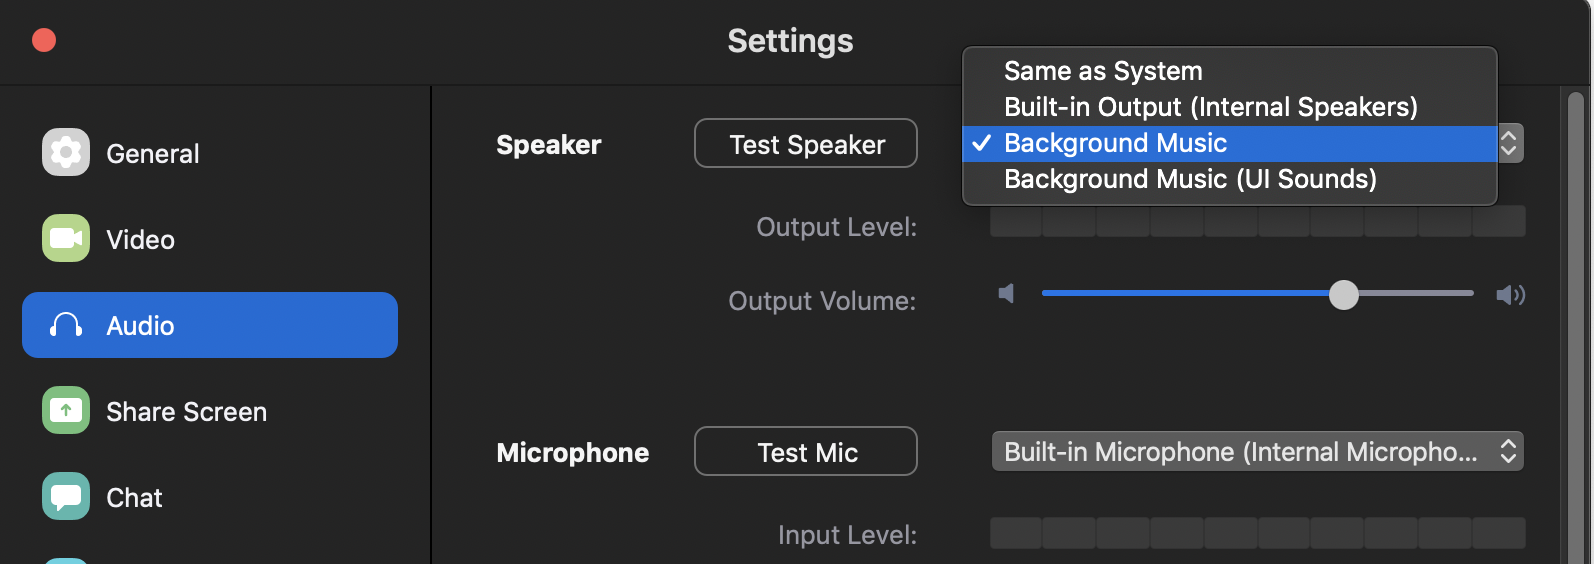 Settings
General
Video
Audio
Share Screen
Chat
Speaker
Test Speaker
Same as System
Built-in Output (Internal Speakers)
✓ Background Music
Background Music (UI Sounds)
Output Level:
Output Volume:
Microphone
Test Mic
Built-in Microphone (Internal Micropho...
Input Level: